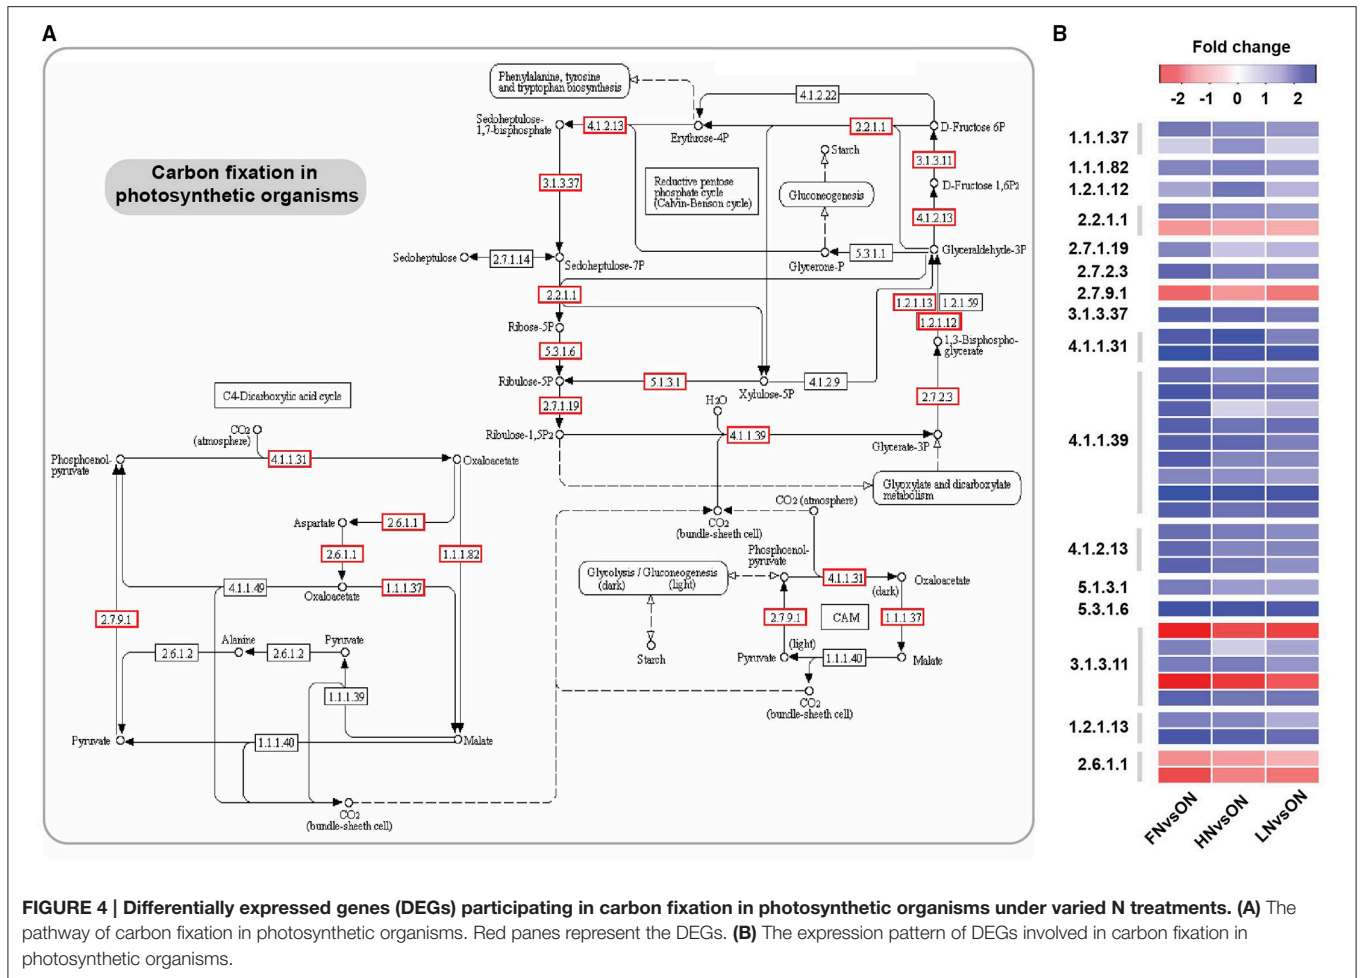 A
Carbon fixation in
photosynthetic organisms
Phenylalanine, tyrosine
and tryptophan biosynthesis
4.1.2.22
Sedoheptulose-
1,7-bisphosphate
4.1.2.13
Erythrose-4P
2.2.1.1
D-Fructose 6P
Starch
3.1.3.11
3.1.3.37
Reductive pentose
phosphate cycle
(Calvin-Benson cycle)
Gluconeogenesis
D-Fructose 1,6P2
4.1.2.13
Sedoheptulose
2.7.1.14
Sedoheptulose-7P
Glycerone-P
5.3.1.1
Glyceraldehyde-3P
2.2.1.1
1.2.1.13
1.2.1.59
1.2.1.12
Ribose-5P
1,3-Bisphospho-
glycerate
5.3.1.6
Ribulose-5P
5.1.3.1
Xylulose-5P
4.1.2.9
C4-Dicarboxylic acid cycle
2.7.1.19
H2O
2.7.2.3
CO2
(atmosphere)
Ribulose-1,5P2
4.1.1.39
Glycerate-3P
Phosphoenol-
pyruvate
4.1.1.31
Oxaloacetate
Glyoxylate and dicarboxylate
metabolism
CO2 (atmosphere)
Aspartate
2.6.1.1
CO2
(bundle-sheeth cell)
2.6.1.1
1.1.1.82
Phosphoenol-
pyruvate
Glycolysis / Gluconeogenesis
(dark) (light)
4.1.1.31
Oxaloacetate
(dark)
4.1.1.49
Oxaloacetate
1.1.1.37
2.7.9.1
2.7.9.1
CAM
1.1.1.37
Alanine
Pyruvate
2.6.1.2
2.6.1.2
Starch
(light)
Pyruvate
1.1.1.40
Malate
1.1.1.39
CO2
(bundle-sheeth cell)
Pyruvate
1.1.1.40
Malate
CO2
(bundle-sheeth cell)
B
Fold change
-2 -1 0 1 2
1.1.1.37
1.1.1.82
1.2.1.12
2.2.1.1
2.7.1.19
2.7.2.3
2.7.9.1
3.1.3.37
4.1.1.31
4.1.1.39
4.1.2.13
5.1.3.1
5.3.1.6
3.1.3.11
1.2.1.13
2.6.1.1
FNvsON
HNvsON
LNvsON
FIGURE 4 | Differentially expressed genes (DEGs) participating in carbon fixation in photosynthetic organisms under varied N treatments. (A) The
pathway of carbon fixation in photosynthetic organisms. Red panes represent the DEGs. (B) The expression pattern of DEGs involved in carbon fixation in
photosynthetic organisms.